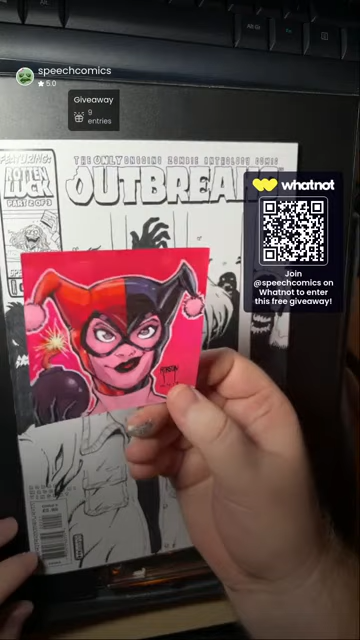 speechcomics
★ 5.0
Giveaway
9
entries
whatnot
Join
@speechcomics on
Whatnot to enter
this free giveaway!
FEATURING:
ROTTEN
LUCK
PART 2 OF 3
THE ONLY ONGOING ZOMBIE ANTHOLOGY COMIC
OUTBREAK